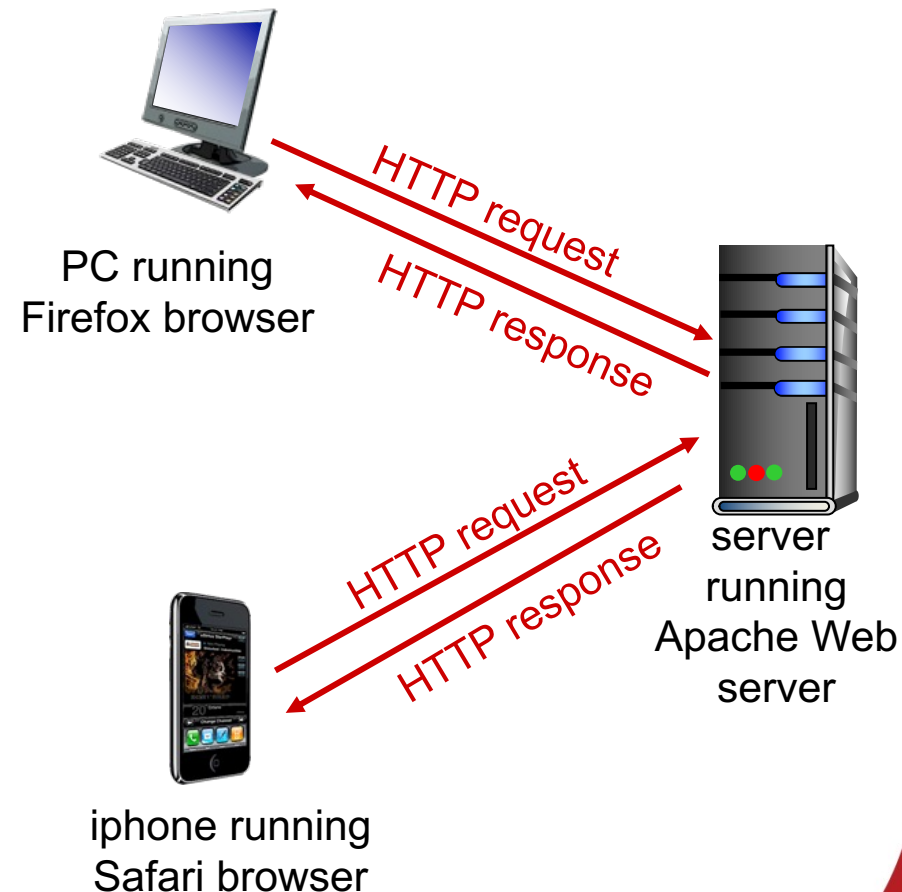 HTTP request
HTTP response
PC running
Firefox browser
HTTP request
HTTP response
server
running
Apache Web
server
iphone running
Safari browser